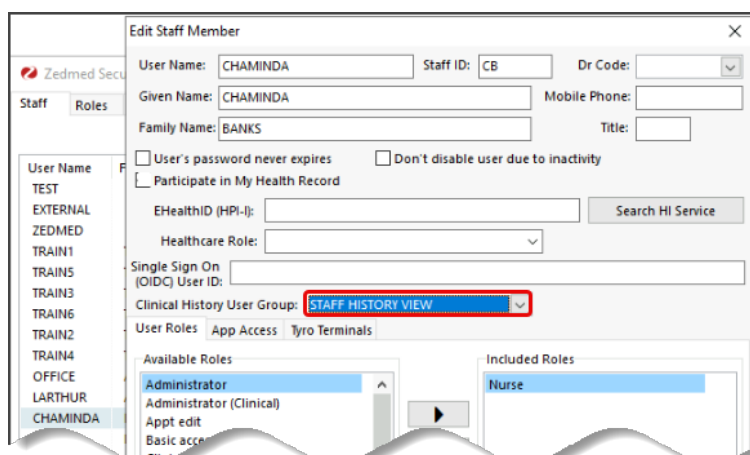 Edit Staff Member
Zedmed Secu
Staff Roles
User Name F
TEST
EXTERNAL
ZEDMED
TRAIN1
TRAIN5
TRAIN3
TRAIN6
TRAIN2
TRAIN4
OFFICE
LARTHUR
CHAMINDA
User Name: CHAMINDA Staff ID: CB Dr Code:
Given Name: CHAMINDA Mobile Phone:
Family Name: BANKS Title:
User's password never expires Don't disable user due to inactivity
Participate in My Health Record
EHealthID (HPI-I): Search HI Service
Healthcare Role:
Single Sign On
(OIDC) User ID:
Clinical History User Group: STAFF HISTORY VIEW
User Roles App Access Tyro Terminals
Available Roles Included Roles
Administrator Nurse
Administrator (Clinical)
Appt edit
Basic acce